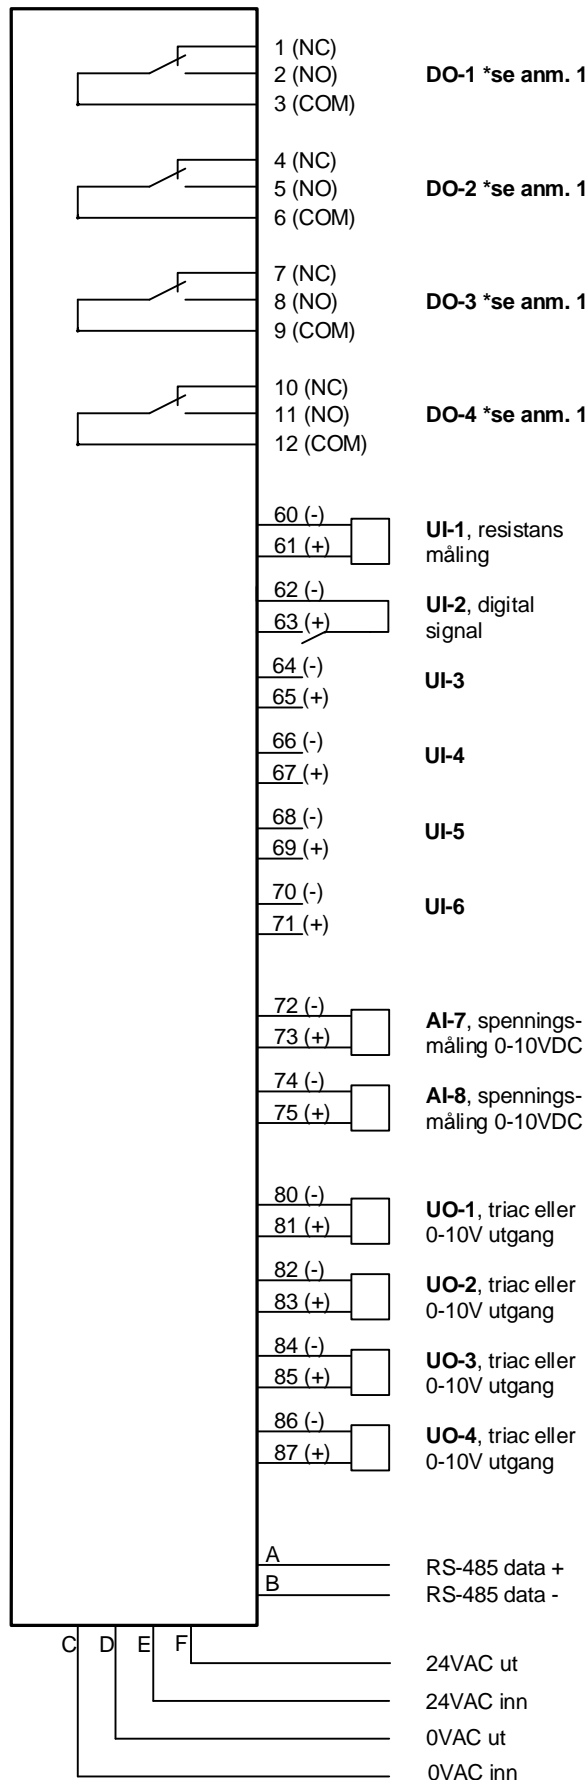 1 (NC)
2 (NO) DO-1 *se anm. 1
3 (COM)
4 (NC)
5 (NO) DO-2 *se anm. 1
6 (COM)
7 (NC)
8 (NO) DO-3 *se anm. 1
9 (COM)
10 (NC)
11 (NO) DO-4 *se anm. 1
12 (COM)
60 (-) UI-1, resistans
61 (+) måling
62 (-) UI-2, digital
63 (+) signal
64 (-) UI-3
65 (+)
66 (-) UI-4
67 (+)
68 (-) UI-5
69 (+)
70 (-) UI-6
71 (+)
72 (-) AI-7, spennings-
73 (+) måling 0-10VDC
74 (-) AI-8, spennings-
75 (+) måling 0-10VDC
80 (-) UO-1, triac eller
81 (+) 0-10V utgang
82 (-) UO-2, triac eller
83 (+) 0-10V utgang
84 (-) UO-3, triac eller
85 (+) 0-10V utgang
86 (-) UO-4, triac eller
87 (+) 0-10V utgang
A RS-485 data +
B RS-485 data -
C D E F
24VAC ut
24VAC inn
0VAC ut
0VAC inn